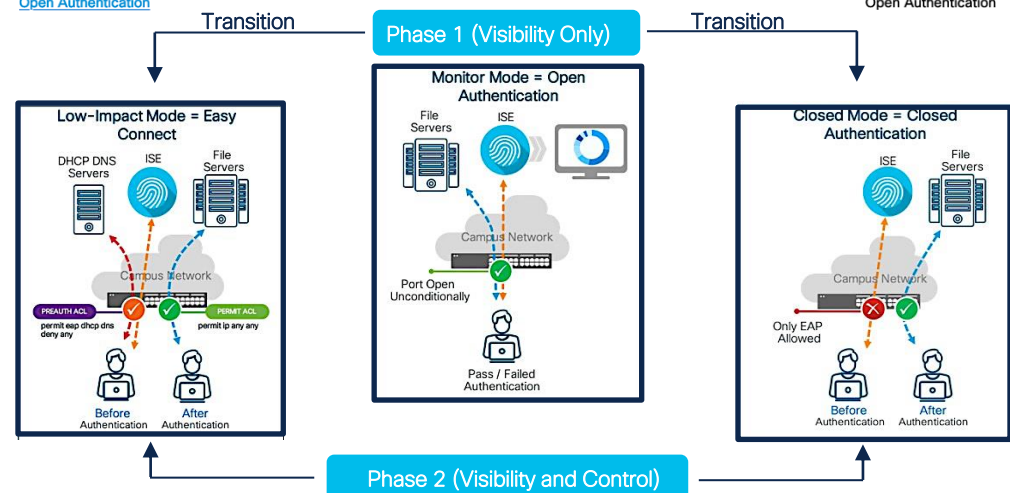 Open Authentication
Open Authentication
Transition
Phase 1 (Visibility Only)
Transition
Low-Impact Mode = Easy
Connect
DHCP DNS
Servers
ISE
File
Servers
Campus Network
PREAUTH ACL
permit eap dhcp dns
deny any
PERMIT ACL
permit ip any any
Before
Authentication
After
Authentication
Monitor Mode = Open
Authentication
File
Servers
ISE
Campus Network
Port Open
Unconditionally
Pass / Failed
Authentication
Closed Mode = Closed
Authentication
ISE
File
Servers
Campus Network
Only EAP
Allowed
Before
Authentication
After
Authentication
Phase 2 (Visibility and Control)